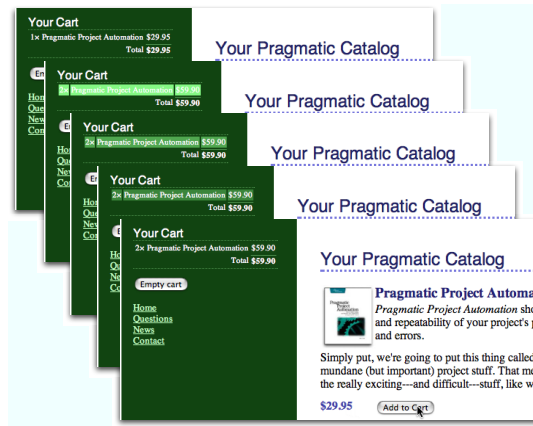 Your Cart
1× Pragmatic Project Automation $29.95
Total $29.95
Your Pragmatic Catalog
Your Cart
2× Pragmatic Project Automation $59.90
Total $59.90
Your Pragmatic Catalog
Your Cart
2× Pragmatic Project Automation $59.90
Total $59.90
Your Pragmatic Catalog
Your Cart
2× Pragmatic Project Automation $59.90
Total $59.90
Your Pragmatic Catalog
Your Cart
2× Pragmatic Project Automation $59.90
Total $59.90
Empty cart
Home
Questions
News
Contact
Your Pragmatic Catalog
Pragmatic Project Automa
Pragmatic Project Automation sho
and repeatability of your project's
and errors.
Simply put, we're going to put this thing called
mundane (but important) project stuff. That me
the really exciting---and difficult---stuff, like w
$29.95
Add to Cart